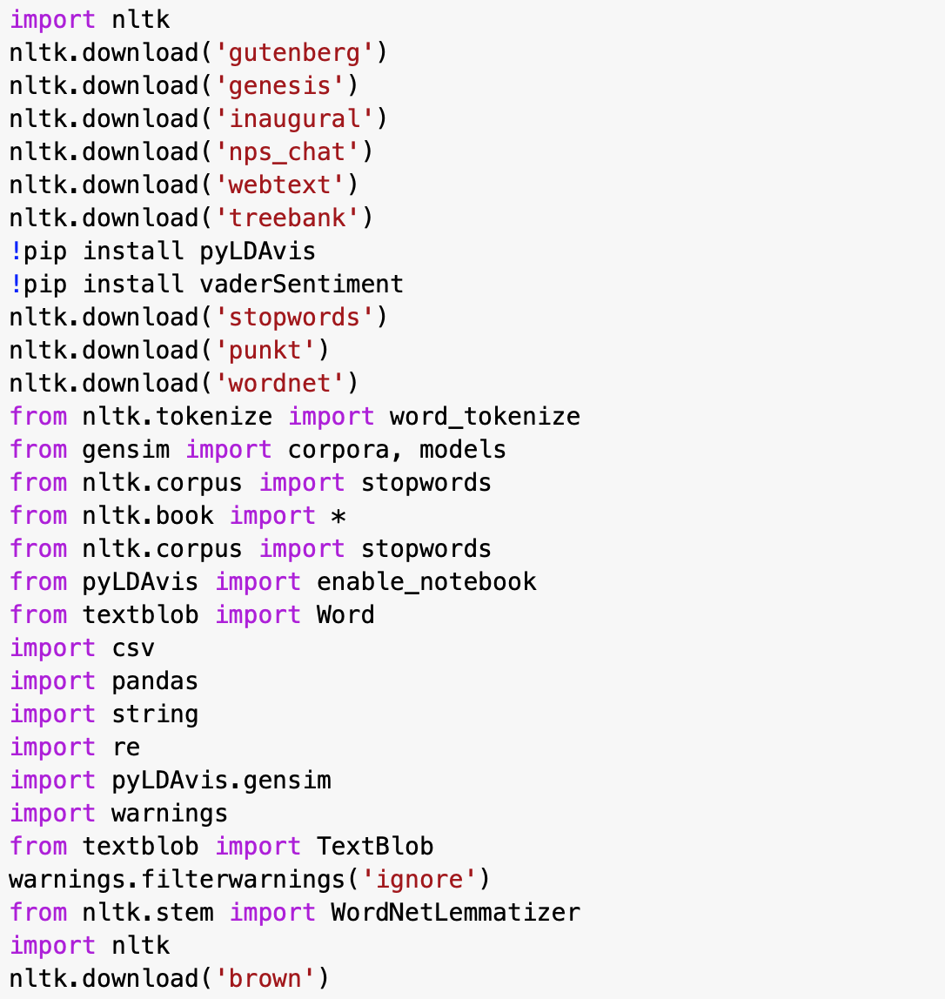 import nltk
nltk.download('gutenberg')
nltk.download('genesis')
nltk.download('inaugural')
nltk.download('nps_chat')
nltk.download('webtext')
nltk.download('treebank')
!pip install pyLDAvis
!pip install vaderSentiment
nltk.download('stopwords')
nltk.download('punkt')
nltk.download('wordnet')
from nltk.tokenize import word_tokenize
from gensim import corpora, models
from nltk.corpus import stopwords
from nltk.book import *
from nltk.corpus import stopwords
from pyLDAvis import enable_notebook
from textblob import Word
import csv
import pandas
import string
import re
import pyLDAvis.gensim
import warnings
from textblob import TextBlob
warnings.filterwarnings('ignore')
from nltk.stem import WordNetLemmatizer
import nltk
nltk.download('brown')